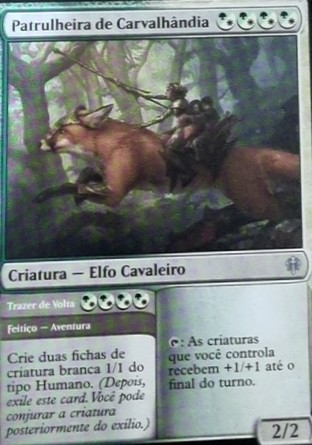 Patrulheira de Carvalhândia
Criatura — Elfo Cavaleiro
Trazer de Volta
Feitiço — Aventura
Crie duas fichas de
criatura branca 1/1 do
tipo Humano. (Depois,
exile este card. Você pode
conjurar a criatura
posteriormente do exílio.)
: As criaturas
que você controla
recebem +1/+1 até o
final do turno.
2/2